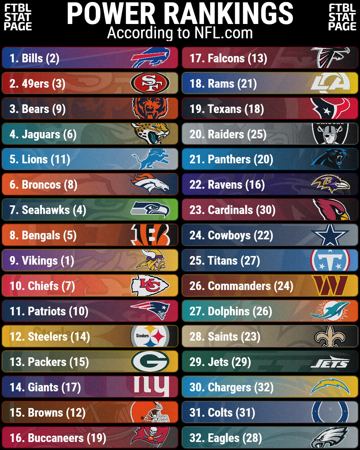 FTBL
STAT
PAGE
POWER RANKINGS
According to NFL.com
FTBL
STAT
PAGE
1. Bills (2)
2. 49ers (3)
3. Bears (9)
4. Jaguars (6)
5. Lions (11)
6. Broncos (8)
7. Seahawks (4)
8. Bengals (5)
9. Vikings (1)
10. Chiefs (7)
11. Patriots (10)
12. Steelers (14)
Steelers
13. Packers (15)
14. Giants (17)
ny
15. Browns (12)
16. Buccaneers (19)
17. Falcons (13)
18. Rams (21)
19. Texans (18)
20. Raiders (25)
21. Panthers (20)
22. Ravens (16)
23. Cardinals (30)
24. Cowboys (22)
25. Titans (27)
26. Commanders (24)
27. Dolphins (26)
28. Saints (23)
29. Jets (29)
JETS
30. Chargers (32)
31. Colts (31)
32. Eagles (28)